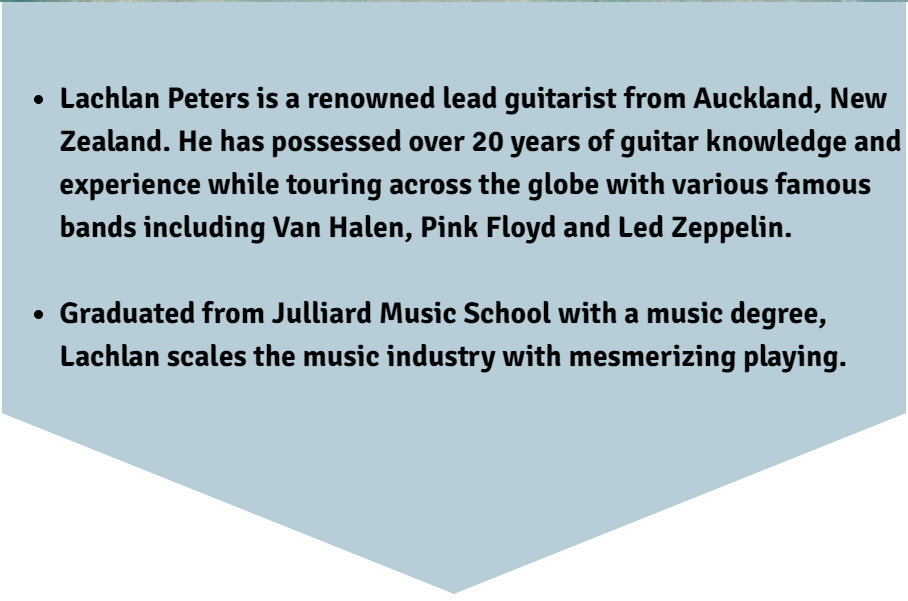 • Lachlan Peters is a renowned lead guitarist from Auckland, New
Zealand. He has possessed over 20 years of guitar knowledge and
experience while touring across the globe with various famous
bands including Van Halen, Pink Floyd and Led Zeppelin.
• Graduated from Julliard Music School with a music degree,
Lachlan scales the music industry with mesmerizing playing.